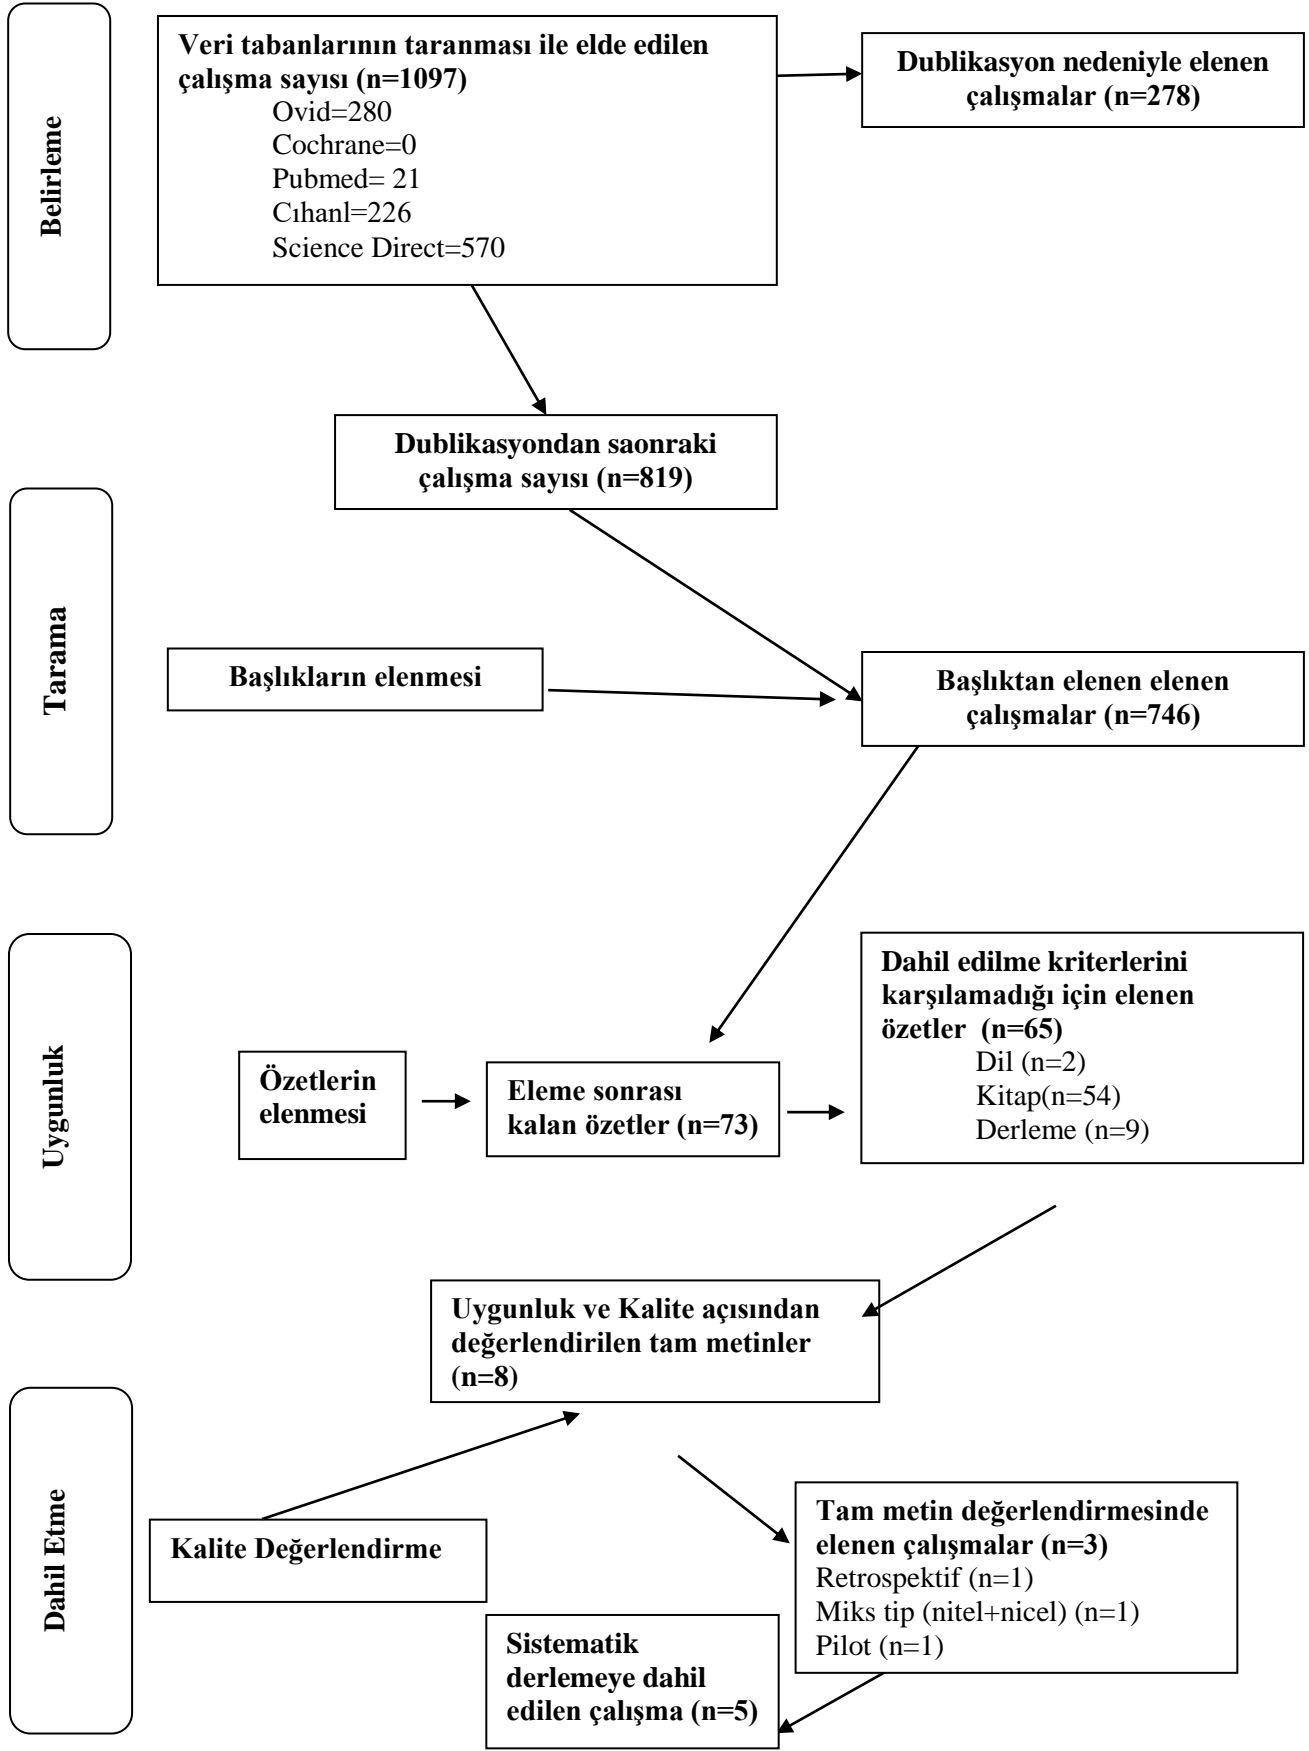 Belirleme
Veri tabanlarının taranması ile elde edilen
çalışma sayısı (n=1097)
Ovid=280
Cochrane=0
Pubmed= 21
Cıhanl=226
Science Direct=570
Dublikasyon nedeniyle elenen
çalışmalar (n=278)
Dublikasyondan saonraki
çalışma sayısı (n=819)
Tarama
Başlıkların elenmesi
Başlıktan elenen elenen
çalışmalar (n=746)
Uygunluk
Özetlerin
elenmesi
Eleme sonrası
kalan özetler (n=73)
Dahil edilme kriterlerini
karşılamadığı için elenen
özetler  (n=65)
Dil (n=2)
Kitap(n=54)
Derleme (n=9)
Uygunluk ve Kalite açısından
değerlendirilen tam metinler
(n=8)
Dahil Etme
Kalite Değerlendirme
Tam metin değerlendirmesinde
elenen çalışmalar (n=3)
Retrospektif (n=1)
Miks tip (nitel+nicel) (n=1)
Pilot (n=1)
Sistematik
derlemeye dahil
edilen çalışma (n=5)